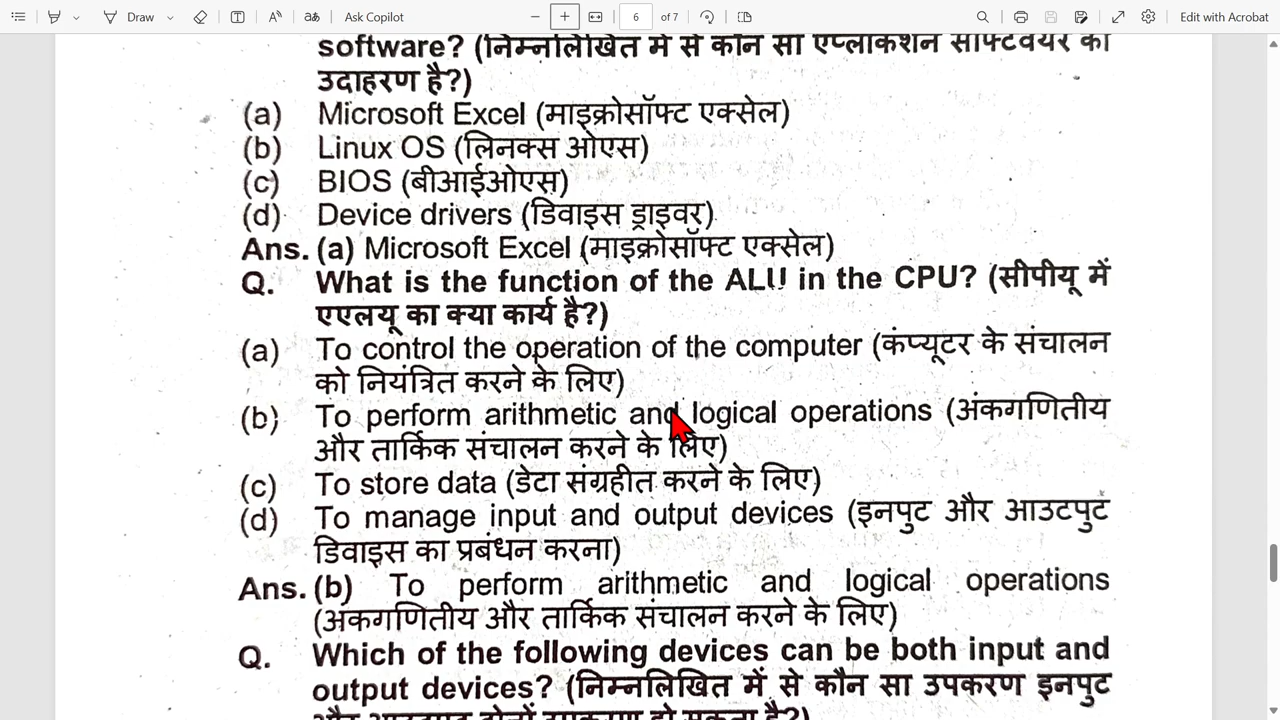 Draw
Ask Copilot
6 of 7
Edit with Acrobat
software? (निम्नलिखित में से कौन सा एप्लीकेशन सॉफ्टवेयर का
उदाहरण है?)
(a) Microsoft Excel (माइक्रोसॉफ्ट एक्सेल)
(b) Linux OS (लिनक्स ओएस)
(c) BIOS (बीआईओएस)
(d) Device drivers (डिवाइस ड्राइवर)
Ans. (a) Microsoft Excel (माइक्रोसॉफ्ट एक्सेल)
Q. What is the function of the ALU in the CPU? (सीपीयू में
एएलयू का क्या कार्य है?)
(a) To control the operation of the computer (कंप्यूटर के संचालन
को नियंत्रित करने के लिए)
(b) To perform arithmetic and logical operations (अंकगणितीय
और तार्किक संचालन करने के लिए)
(c) To store data (डेटा संग्रहीत करने के लिए)
(d) To manage input and output devices (इनपुट और आउटपुट
डिवाइस का प्रबंधन करना)
Ans. (b) To perform arithmetic and logical operations
(अंकगणितीय और तार्किक संचालन करने के लिए)
Q. Which of the following devices can be both input and
output devices? (निम्नलिखित में से कौन सा उपकरण इनपुट
और आउटपुट दोनों उपकरण हो सकता है?)